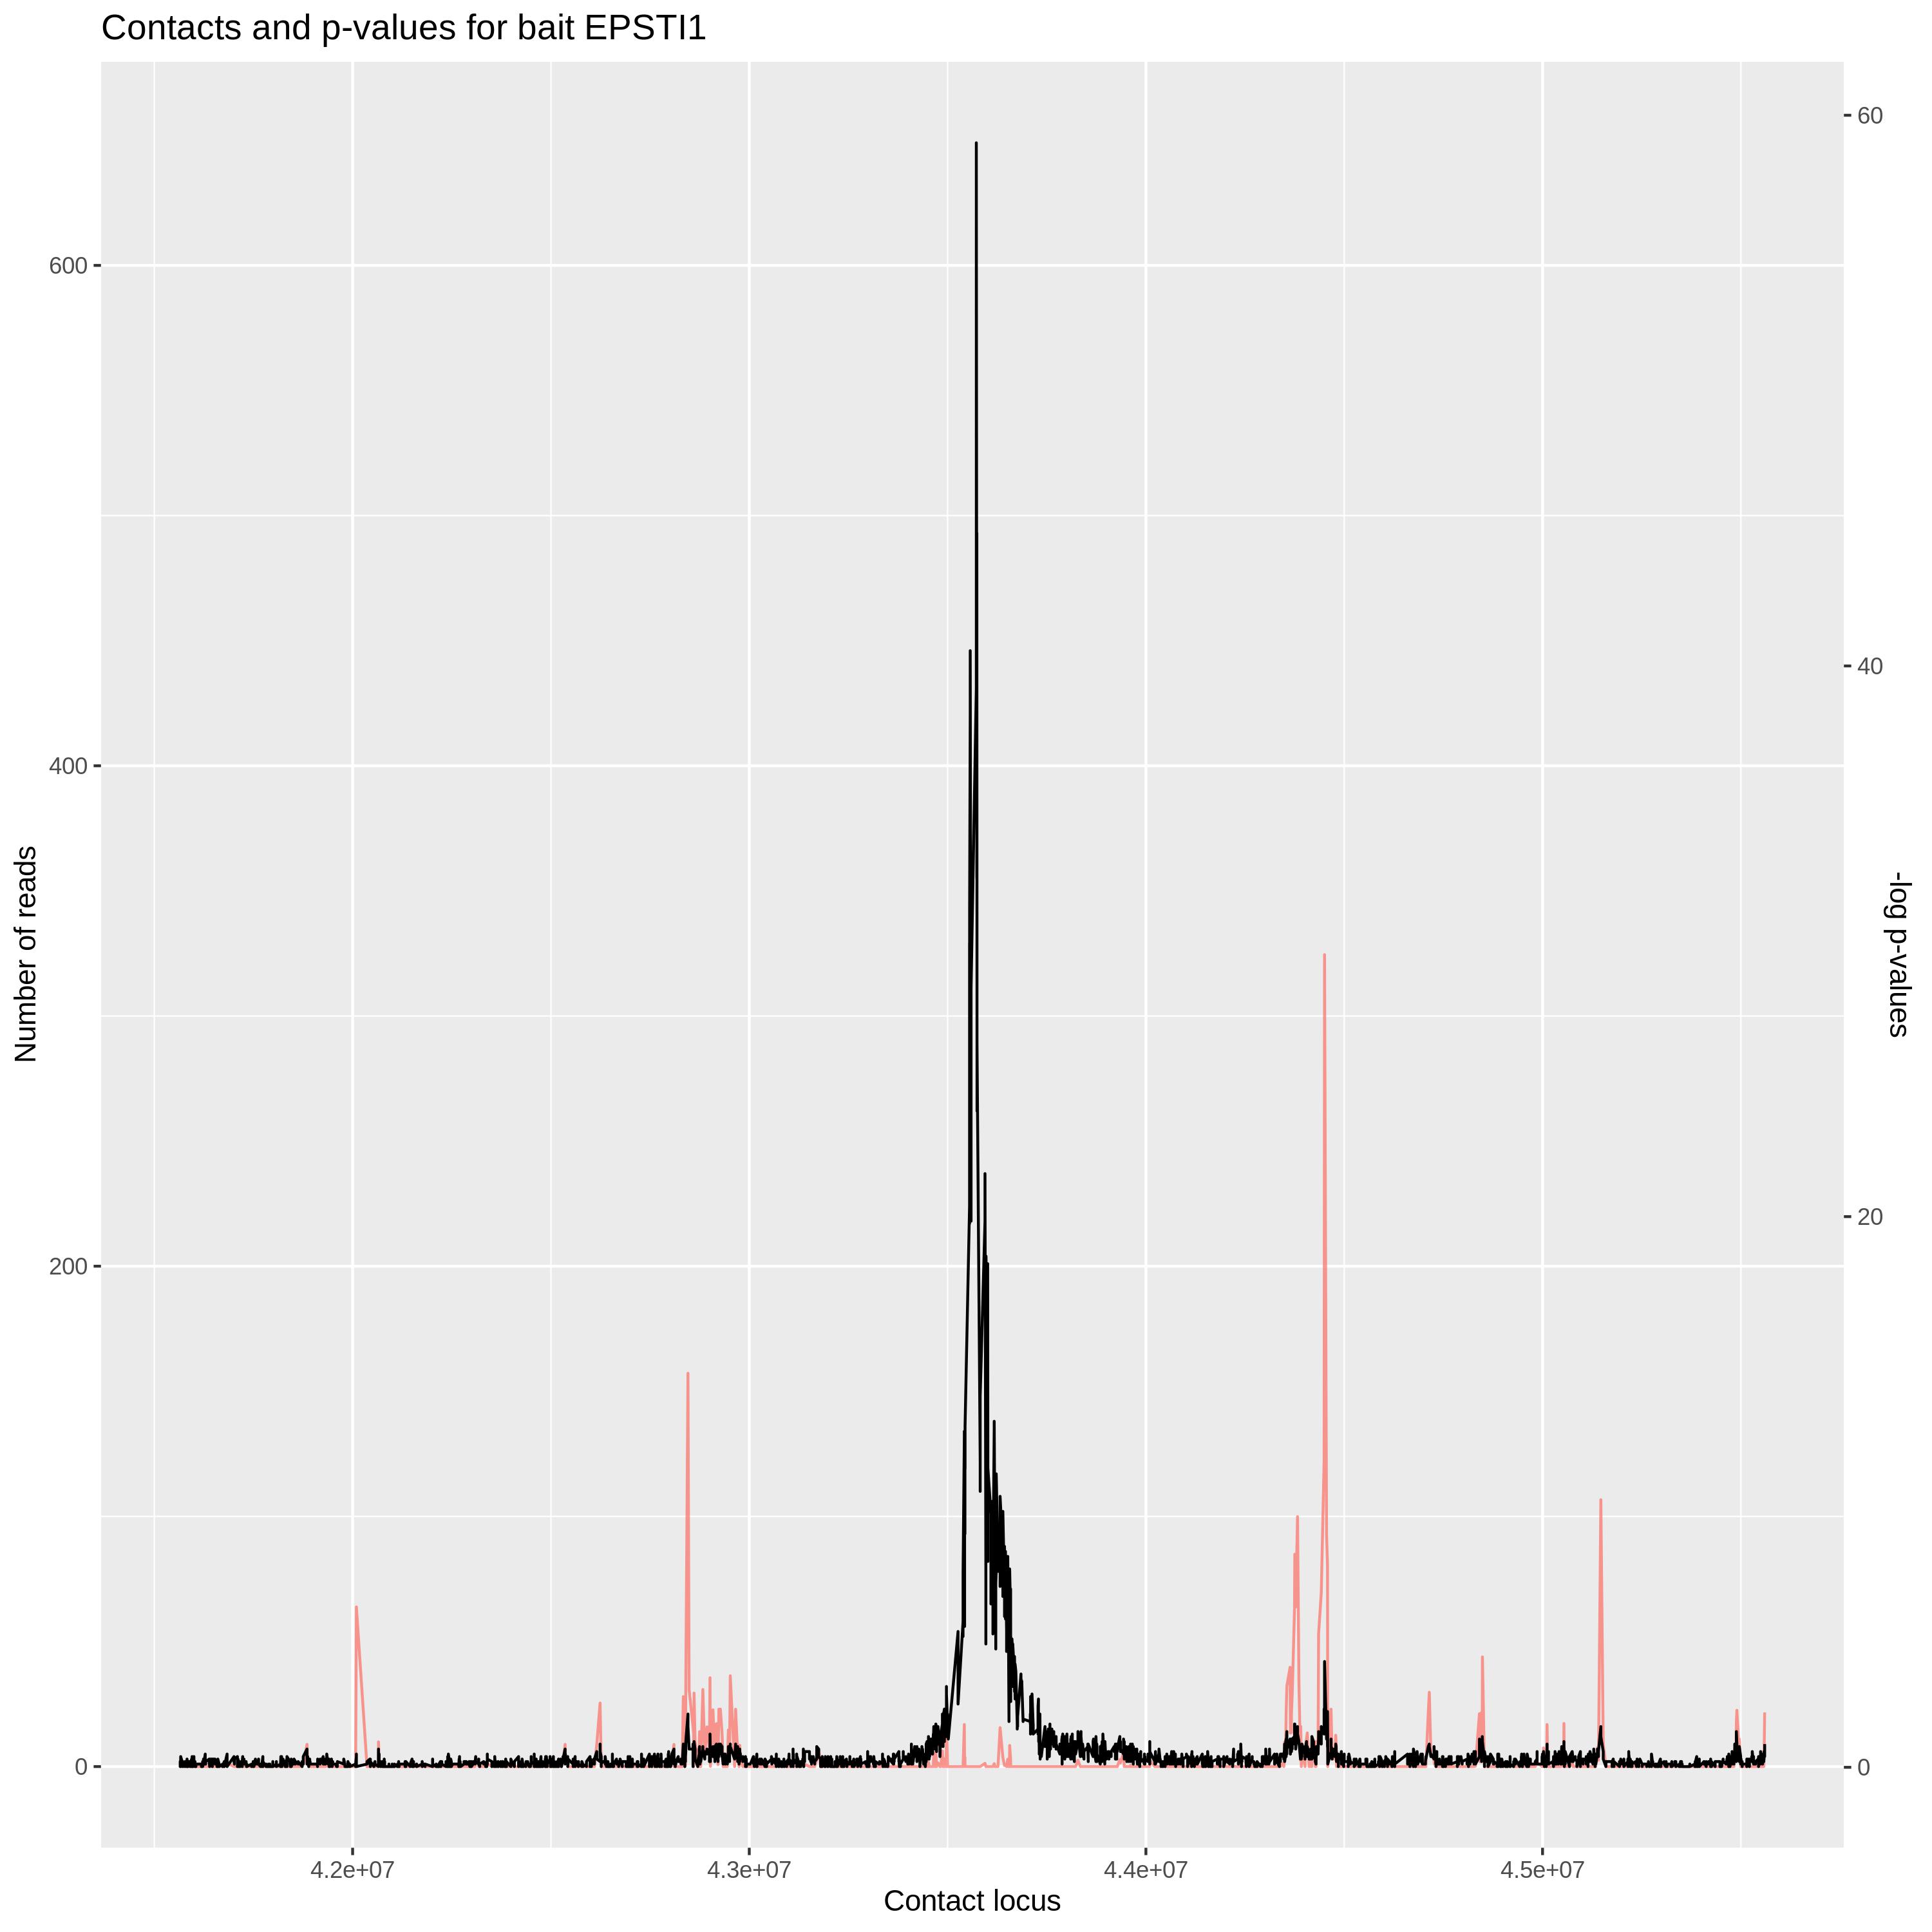 Contacts and p-values for bait EPSTI1
Number of reads
600
400
200
0
60
40
20
0
-log p-values
4.2e+07
4.3e+07
4.4e+07
4.5e+07
Contact locus